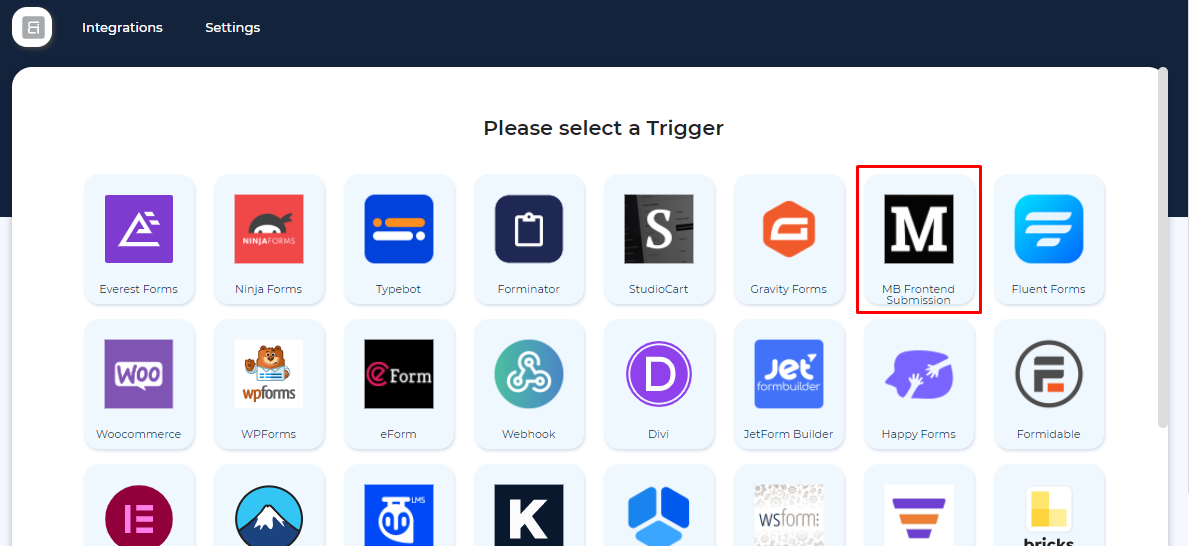 Integrations Settings
Please select a Trigger
NINJAFORMS
S
G
M
Everest Forms
Ninja Forms
Typebot
Forminator
StudioCart
Gravity Forms
MB Frontend
Submission
Fluent Forms
WOO
wpforms
eForm
D
Jet
formbuilder
F
Woocommerce
WPForms
eForm
Webhook
Divi
JetForm Builder
Happy Forms
Formidable
LMS
K
wsform
bricks